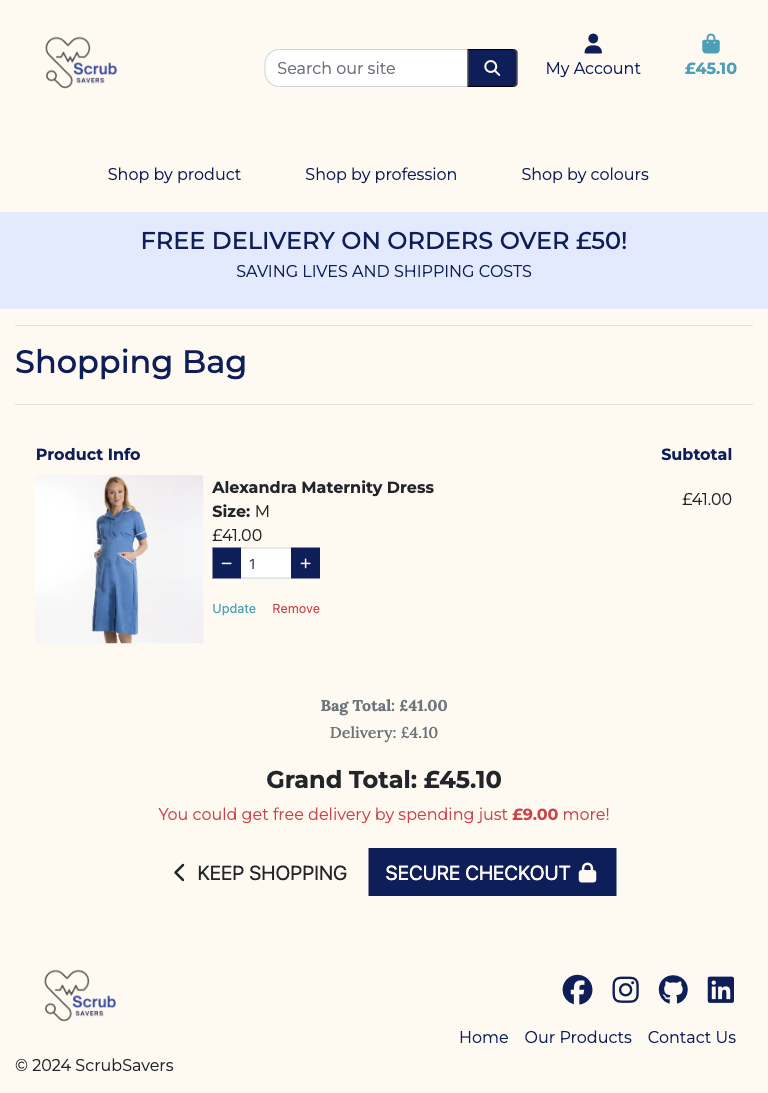 Scrub
SAVERS
Search our site
My Account
£45.10
Shop by product
Shop by profession
Shop by colours
FREE DELIVERY ON ORDERS OVER £50!
SAVING LIVES AND SHIPPING COSTS
Shopping Bag
Product Info
Subtotal
Alexandra Maternity Dress
Size: M
£41.00
£41.00
− 1 +
Update Remove
Bag Total: £41.00
Delivery: £4.10
Grand Total: £45.10
You could get free delivery by spending just £9.00 more!
KEEP SHOPPING
SECURE CHECKOUT
Scrub
SAVERS
Home Our Products Contact Us
© 2024 ScrubSavers